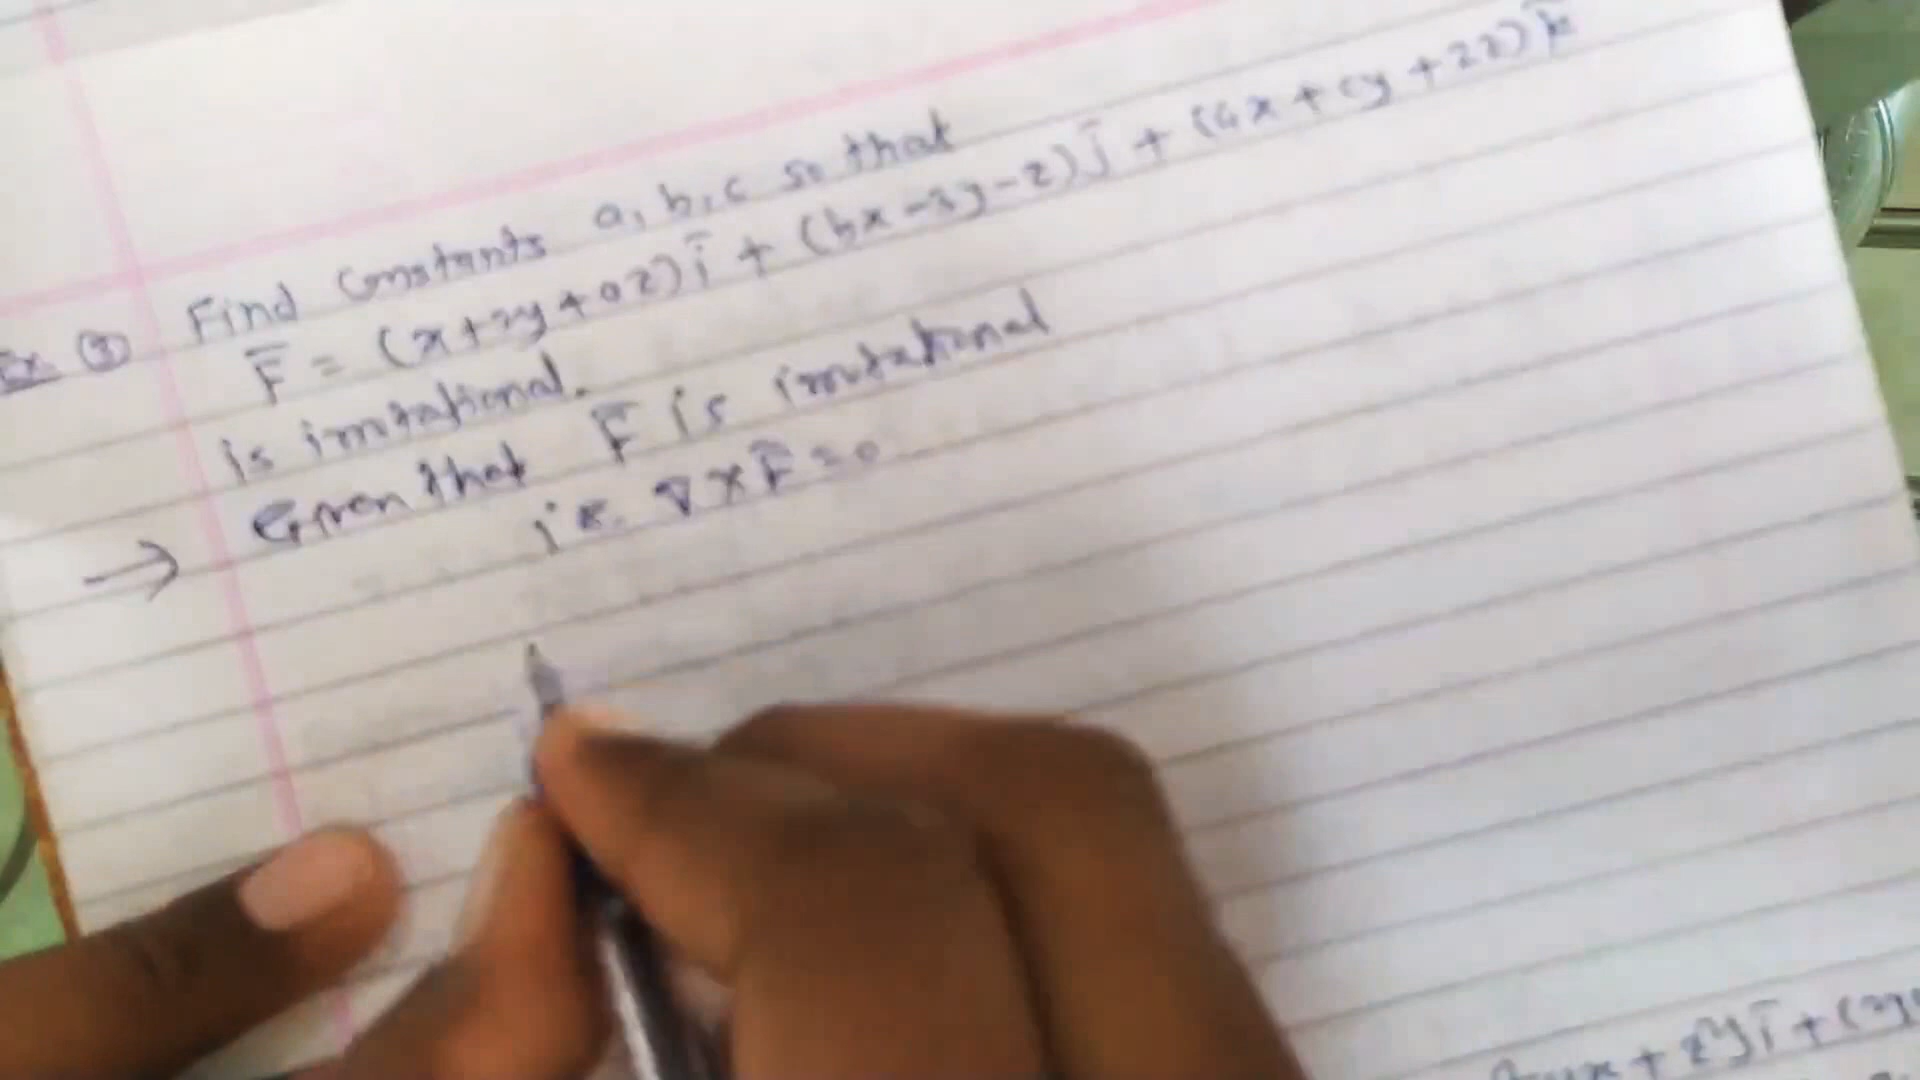 Ex. (3) Find constants a, b, c so that
F̄ = (x+2y+az)ī + (bx-3y-z)j̄ + (4x+cy+2z)k̄
is irrotational.
→ Given that F̄ is irrotational
i.e. ∇×F̄=0
x + z²)ī + (